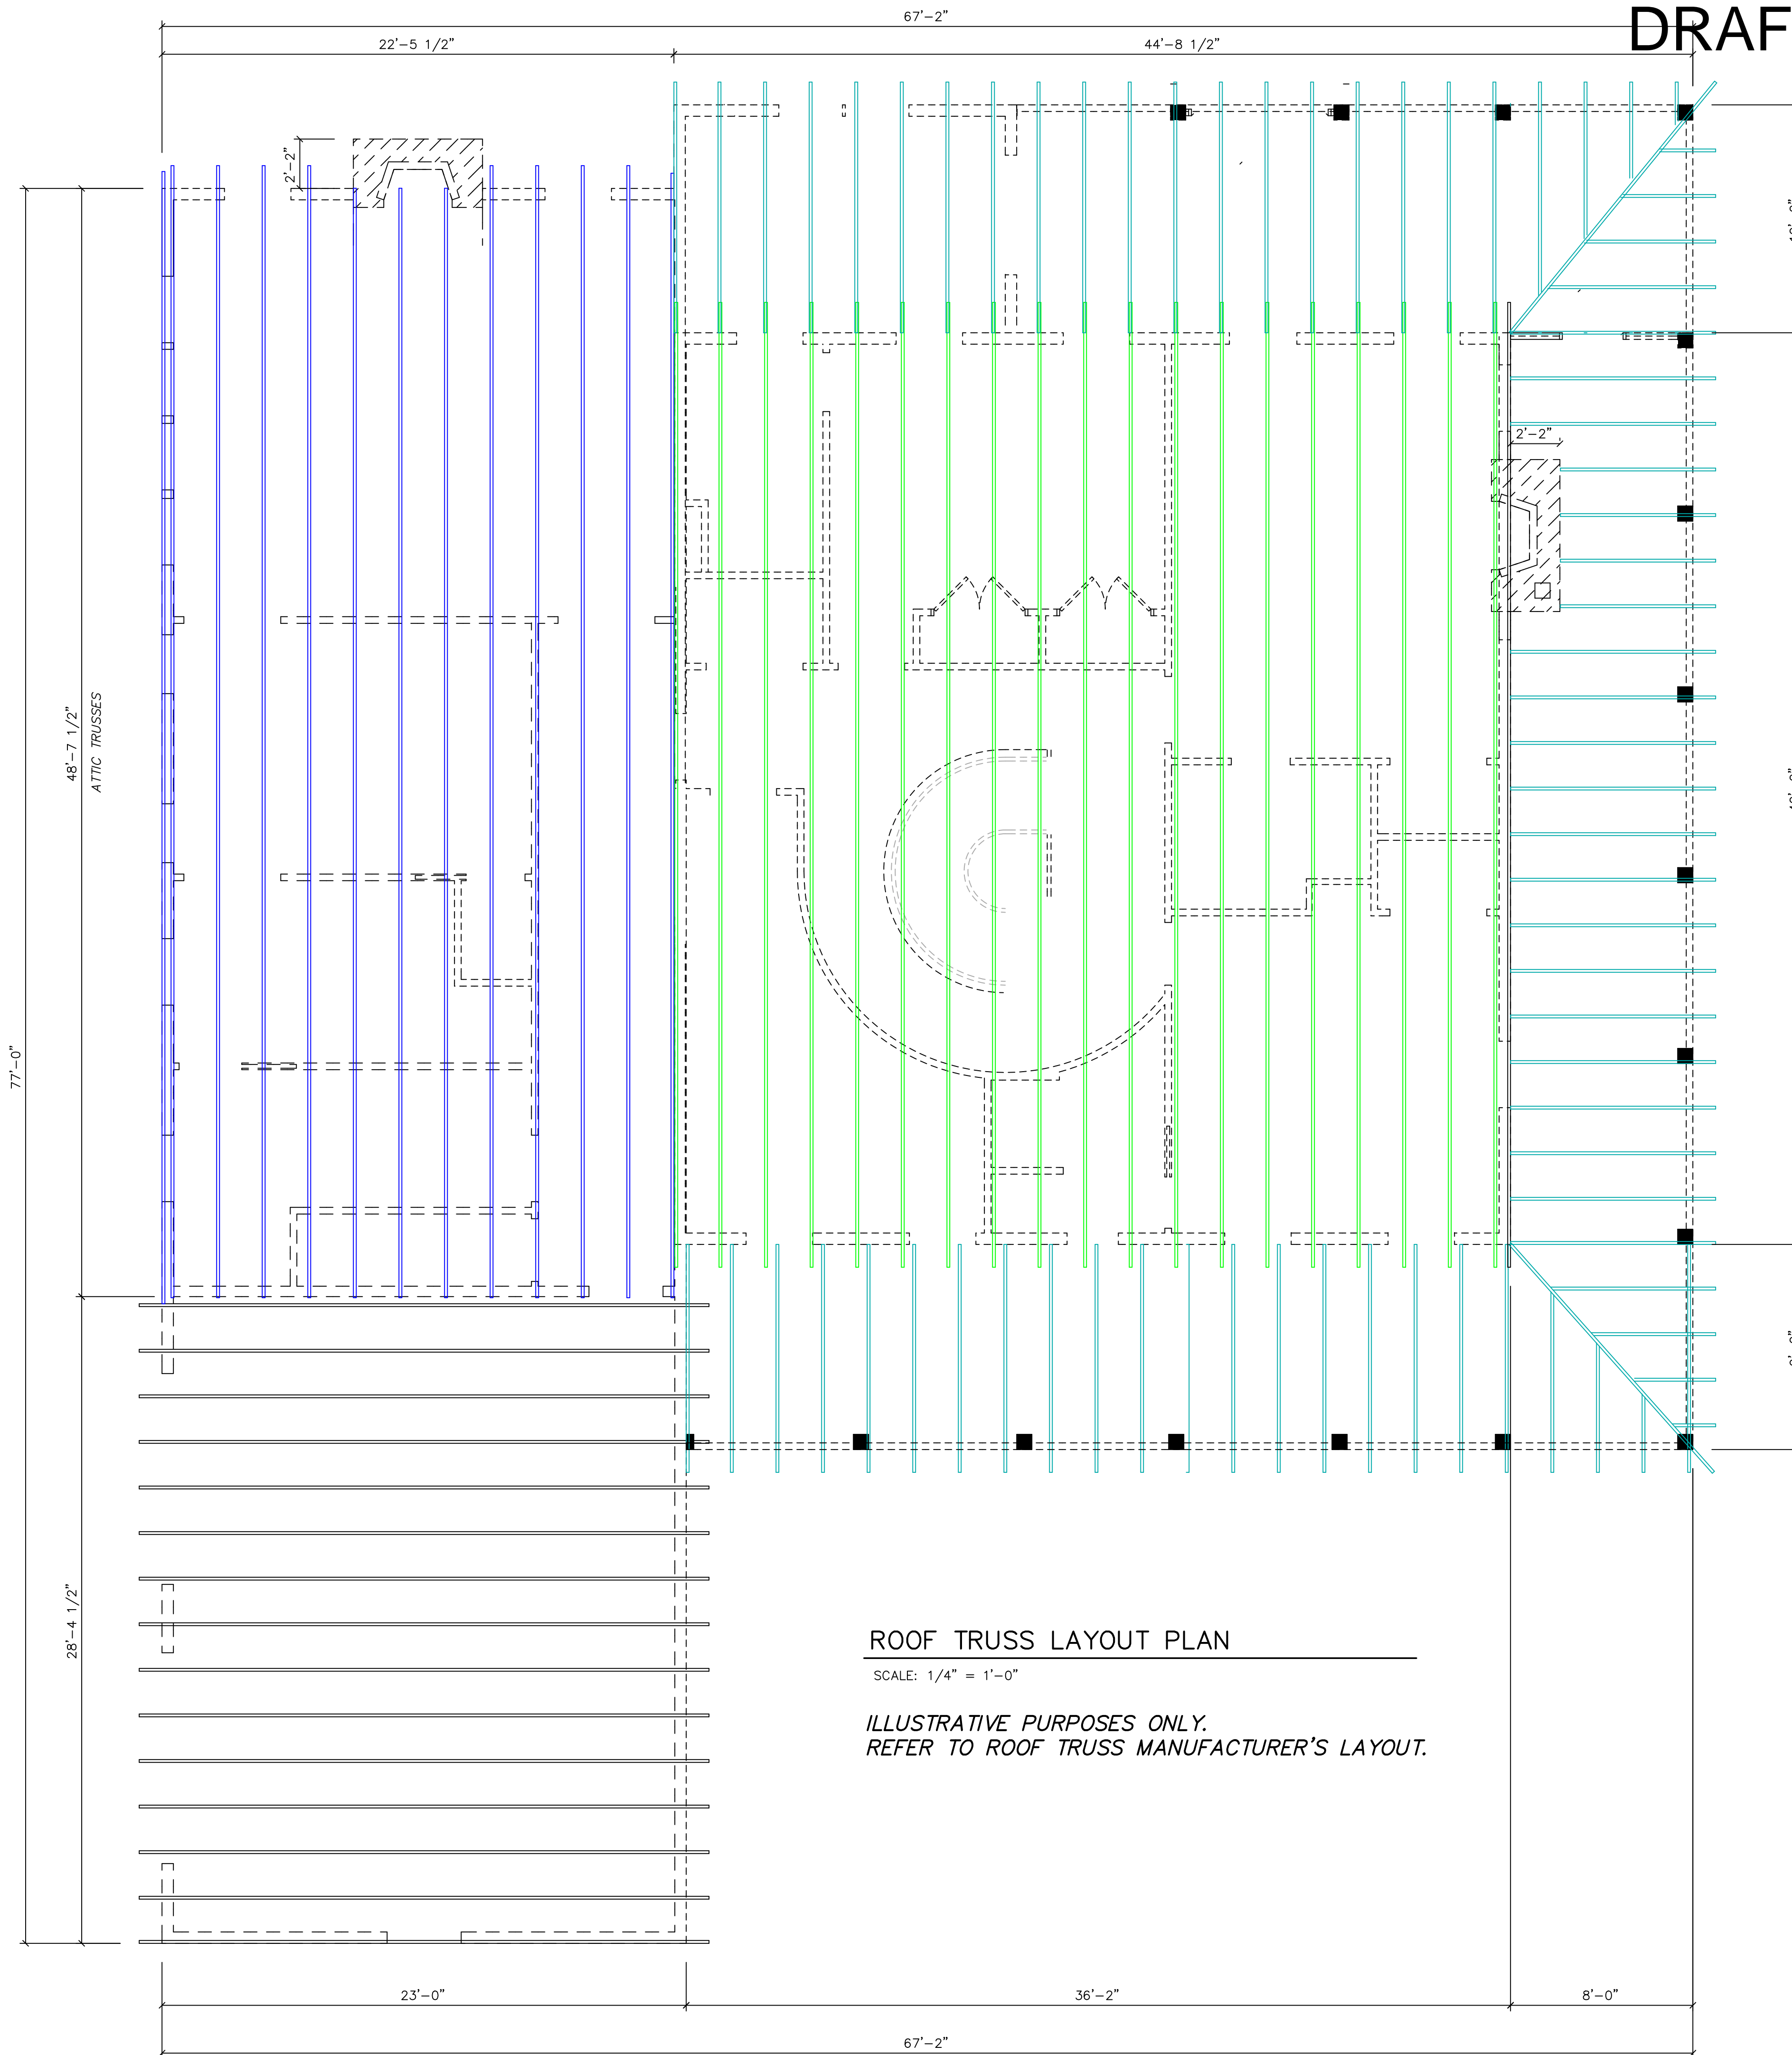 DRAF
67'-2"
22'-5 1/2"
44'-8 1/2"
2'-2"
2'-2"
48'-7 1/2"
ATTIC TRUSSES
77'-0"
28'-4 1/2"
ROOF TRUSS LAYOUT PLAN
SCALE: 1/4" = 1'-0"
ILLUSTRATIVE PURPOSES ONLY.
REFER TO ROOF TRUSS MANUFACTURER'S LAYOUT.
23'-0"
36'-2"
8'-0"
67'-2"